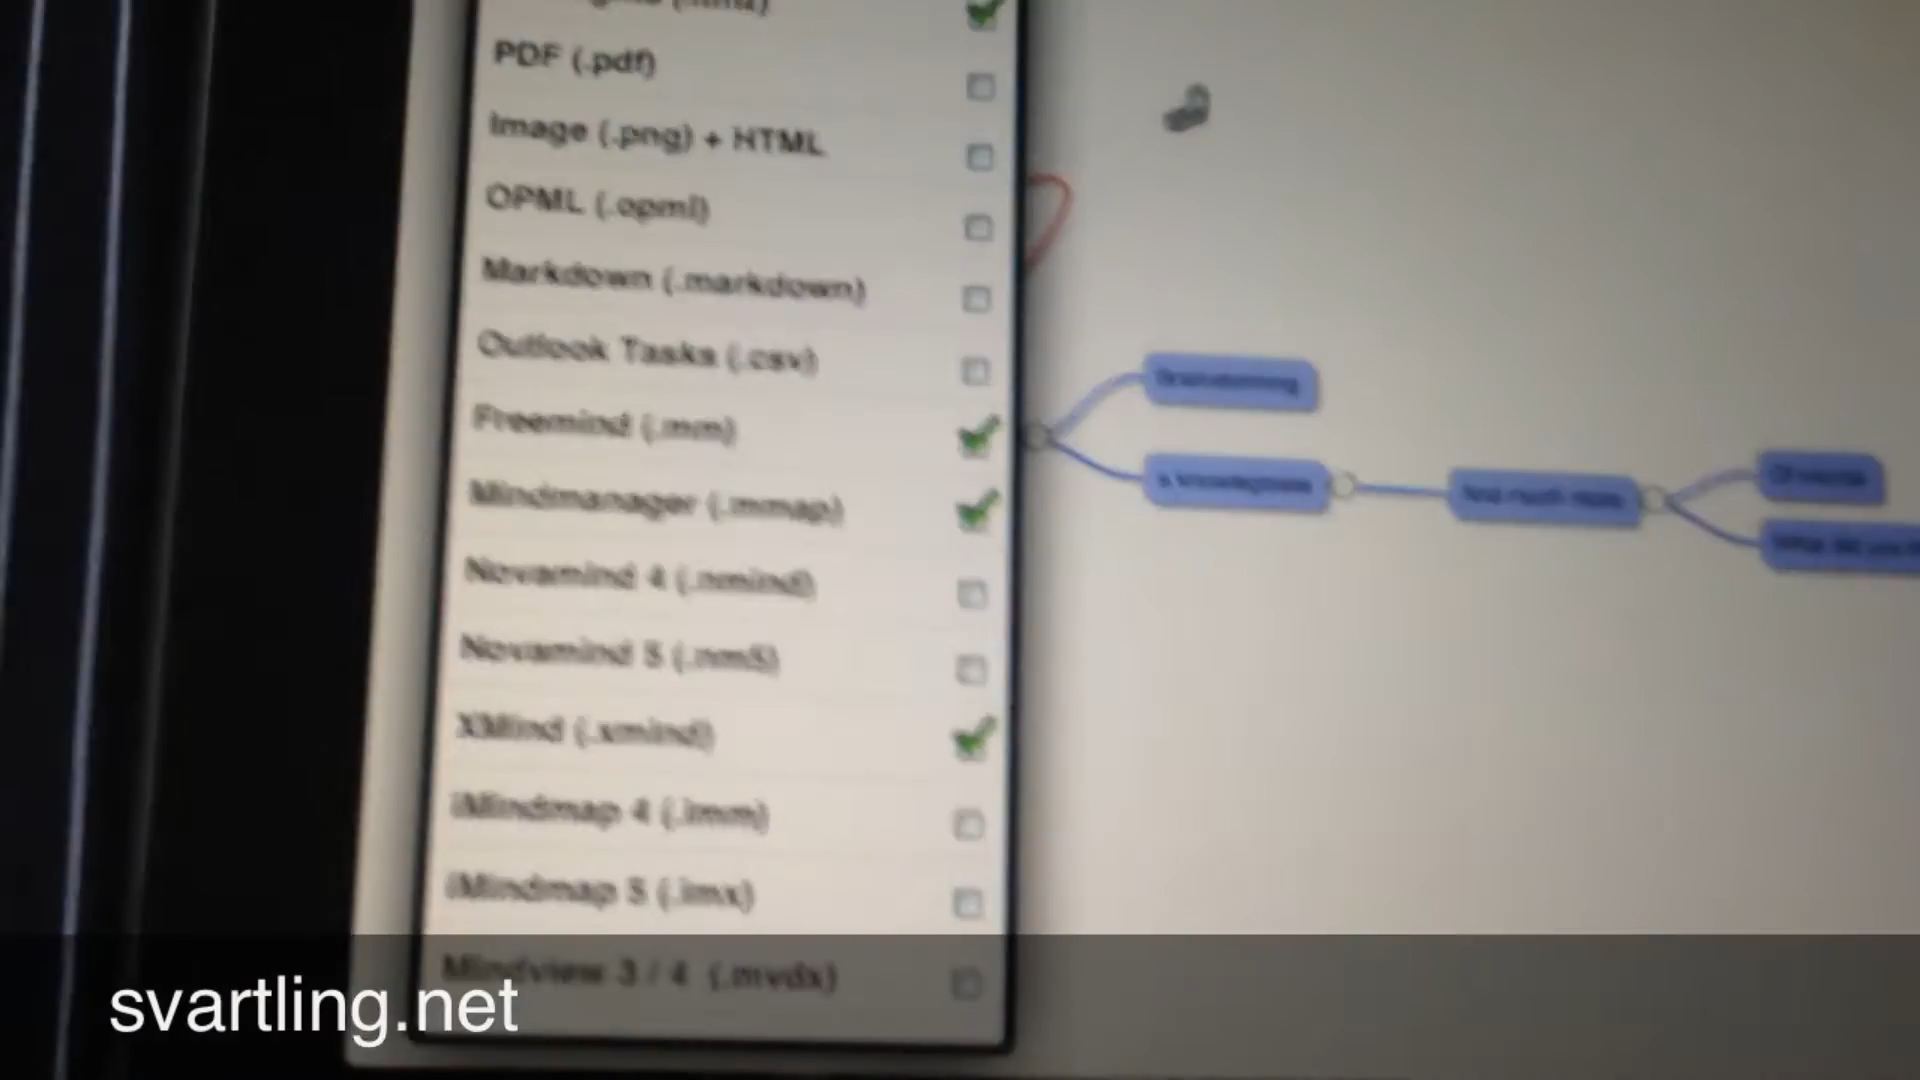 PDF (.pdf)
Image (.png) + HTML
OPML (.opml)
Markdown (.markdown)
Outlook Tasks (.csv)
Freemind (.mm)
Mindmanager (.mmap)
Novamind 4 (.nmind)
Novamind 5 (.nm5)
XMind (.xmind)
iMindmap 4 (.imm)
iMindmap 5 (.imx)
Mindview 3 / 4 (.mvdx)
Brainstorming
svartling.net